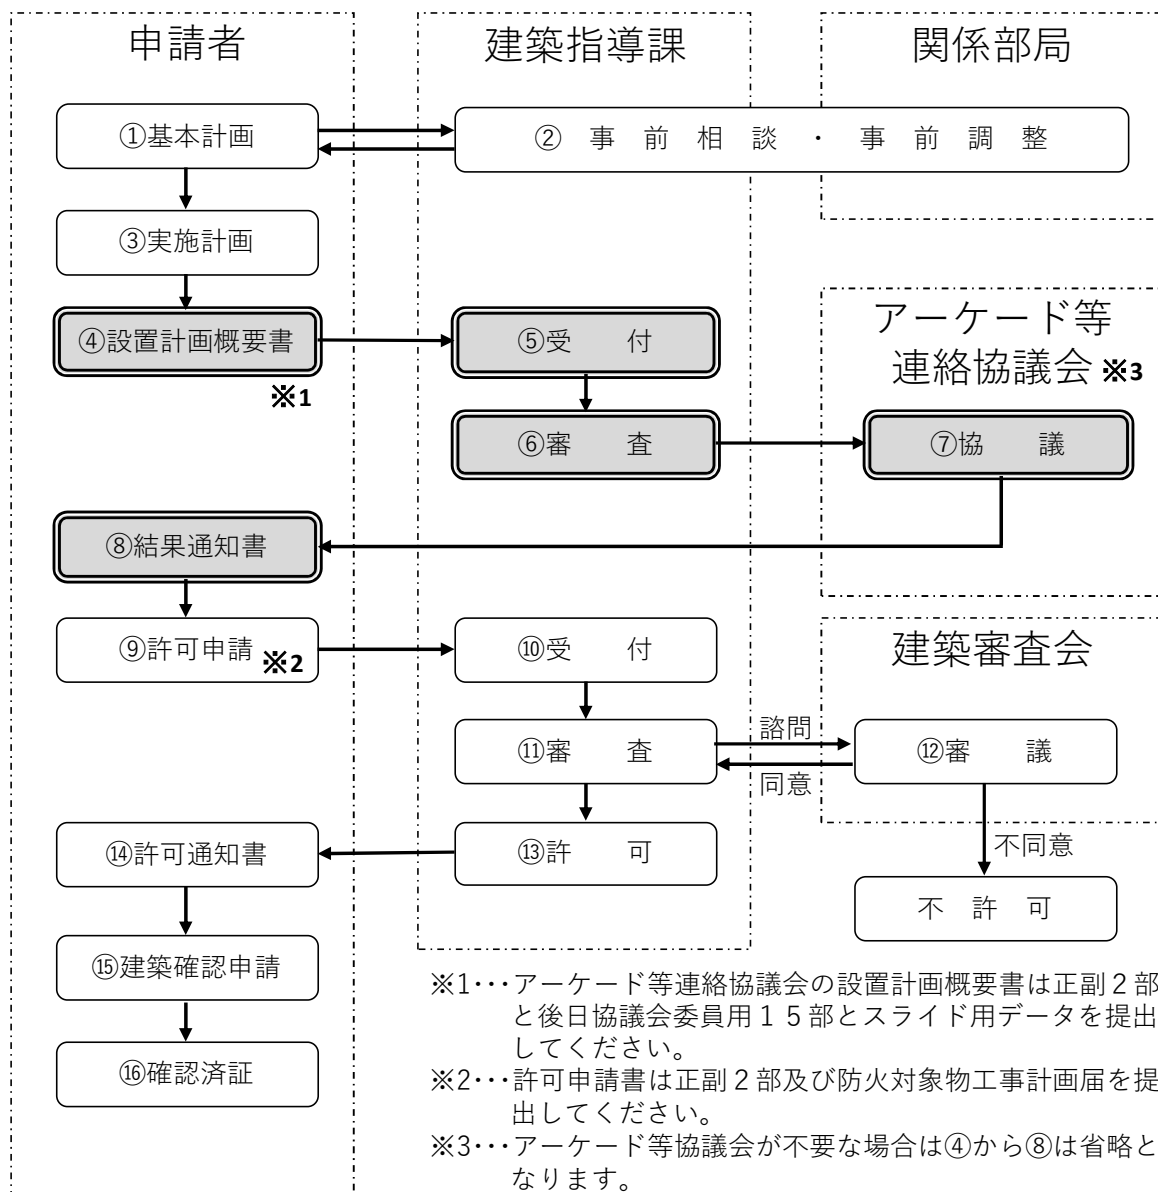 申請者
建築指導課
関係部局
①基本計画
② 事 前 相 談 ・ 事 前 調 整
③実施計画
④設置計画概要書
※1
⑤受 付
アーケード等
連絡協議会 ※3
⑥審 査
⑦協 議
⑧結果通知書
⑨許可申請 ※2
⑩受 付
建築審査会
⑪審 査
諮問
同意
⑫審 議
⑬許 可
⑭許可通知書
不同意
不 許 可
⑮建築確認申請
⑯確認済証
※1･･･アーケード等連絡協議会の設置計画概要書は正副２部
と後日協議会委員用１５部とスライド用データを提出
してください。
※2･･･許可申請書は正副２部及び防火対象物工事計画届を提
出してください。
※3･･･アーケード等協議会が不要な場合は④から⑧は省略と
なります。